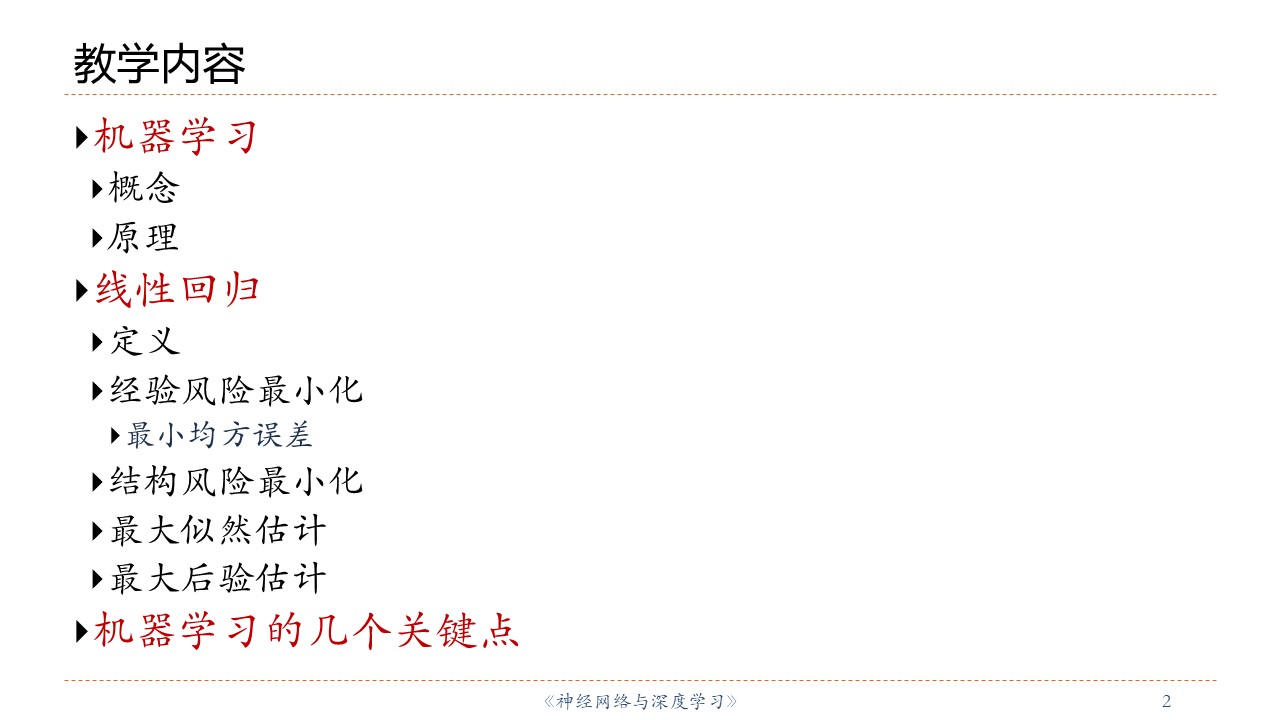 教学内容
机器学习
概念
原理
线性回归
定义
经验风险最小化
最小均方误差
结构风险最小化
最大似然估计
最大后验估计
机器学习的几个关键点
《神经网络与深度学习》
2